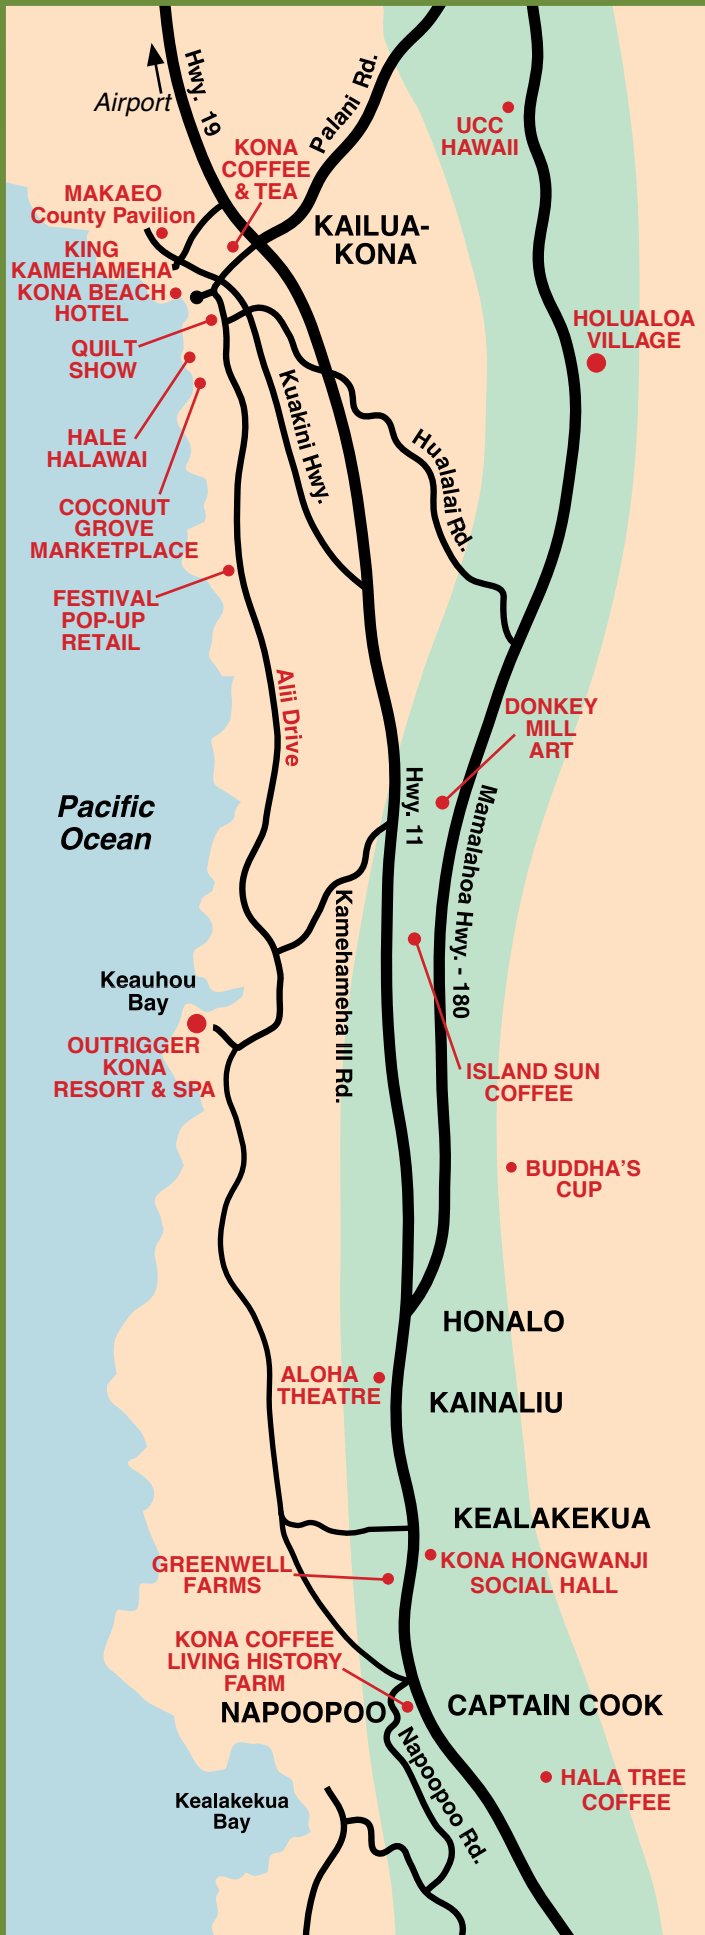 Airport
Hwy. 19
Palani Rd.
UCC
HAWAII
KONA
COFFEE
& TEA
MAKAEO
County Pavilion
KAILUA-
KONA
KING
KAMEHAMEHA
KONA BEACH
HOTEL
HOLUALOA
VILLAGE
QUILT
SHOW
Kuakini Hwy.
Hualalai Rd.
HALE
HALAWAI
COCONUT
GROVE
MARKETPLACE
FESTIVAL
POP-UP
RETAIL
Alii Drive
DONKEY
MILL
ART
Pacific
Ocean
Hwy. 11
Mamalahoa Hwy. - 180
Kamehameha III Rd.
Keauhou
Bay
OUTRIGGER
KONA
RESORT & SPA
ISLAND SUN
COFFEE
BUDDHA'S
CUP
HONALO
ALOHA
THEATRE
KAINALIU
KEALAKEKUA
KONA HONGWANJI
SOCIAL HALL
GREENWELL
FARMS
KONA COFFEE
LIVING HISTORY
FARM
NAPOOPOO
CAPTAIN COOK
Napoopoo Rd.
HALA TREE
COFFEE
Kealakekua
Bay